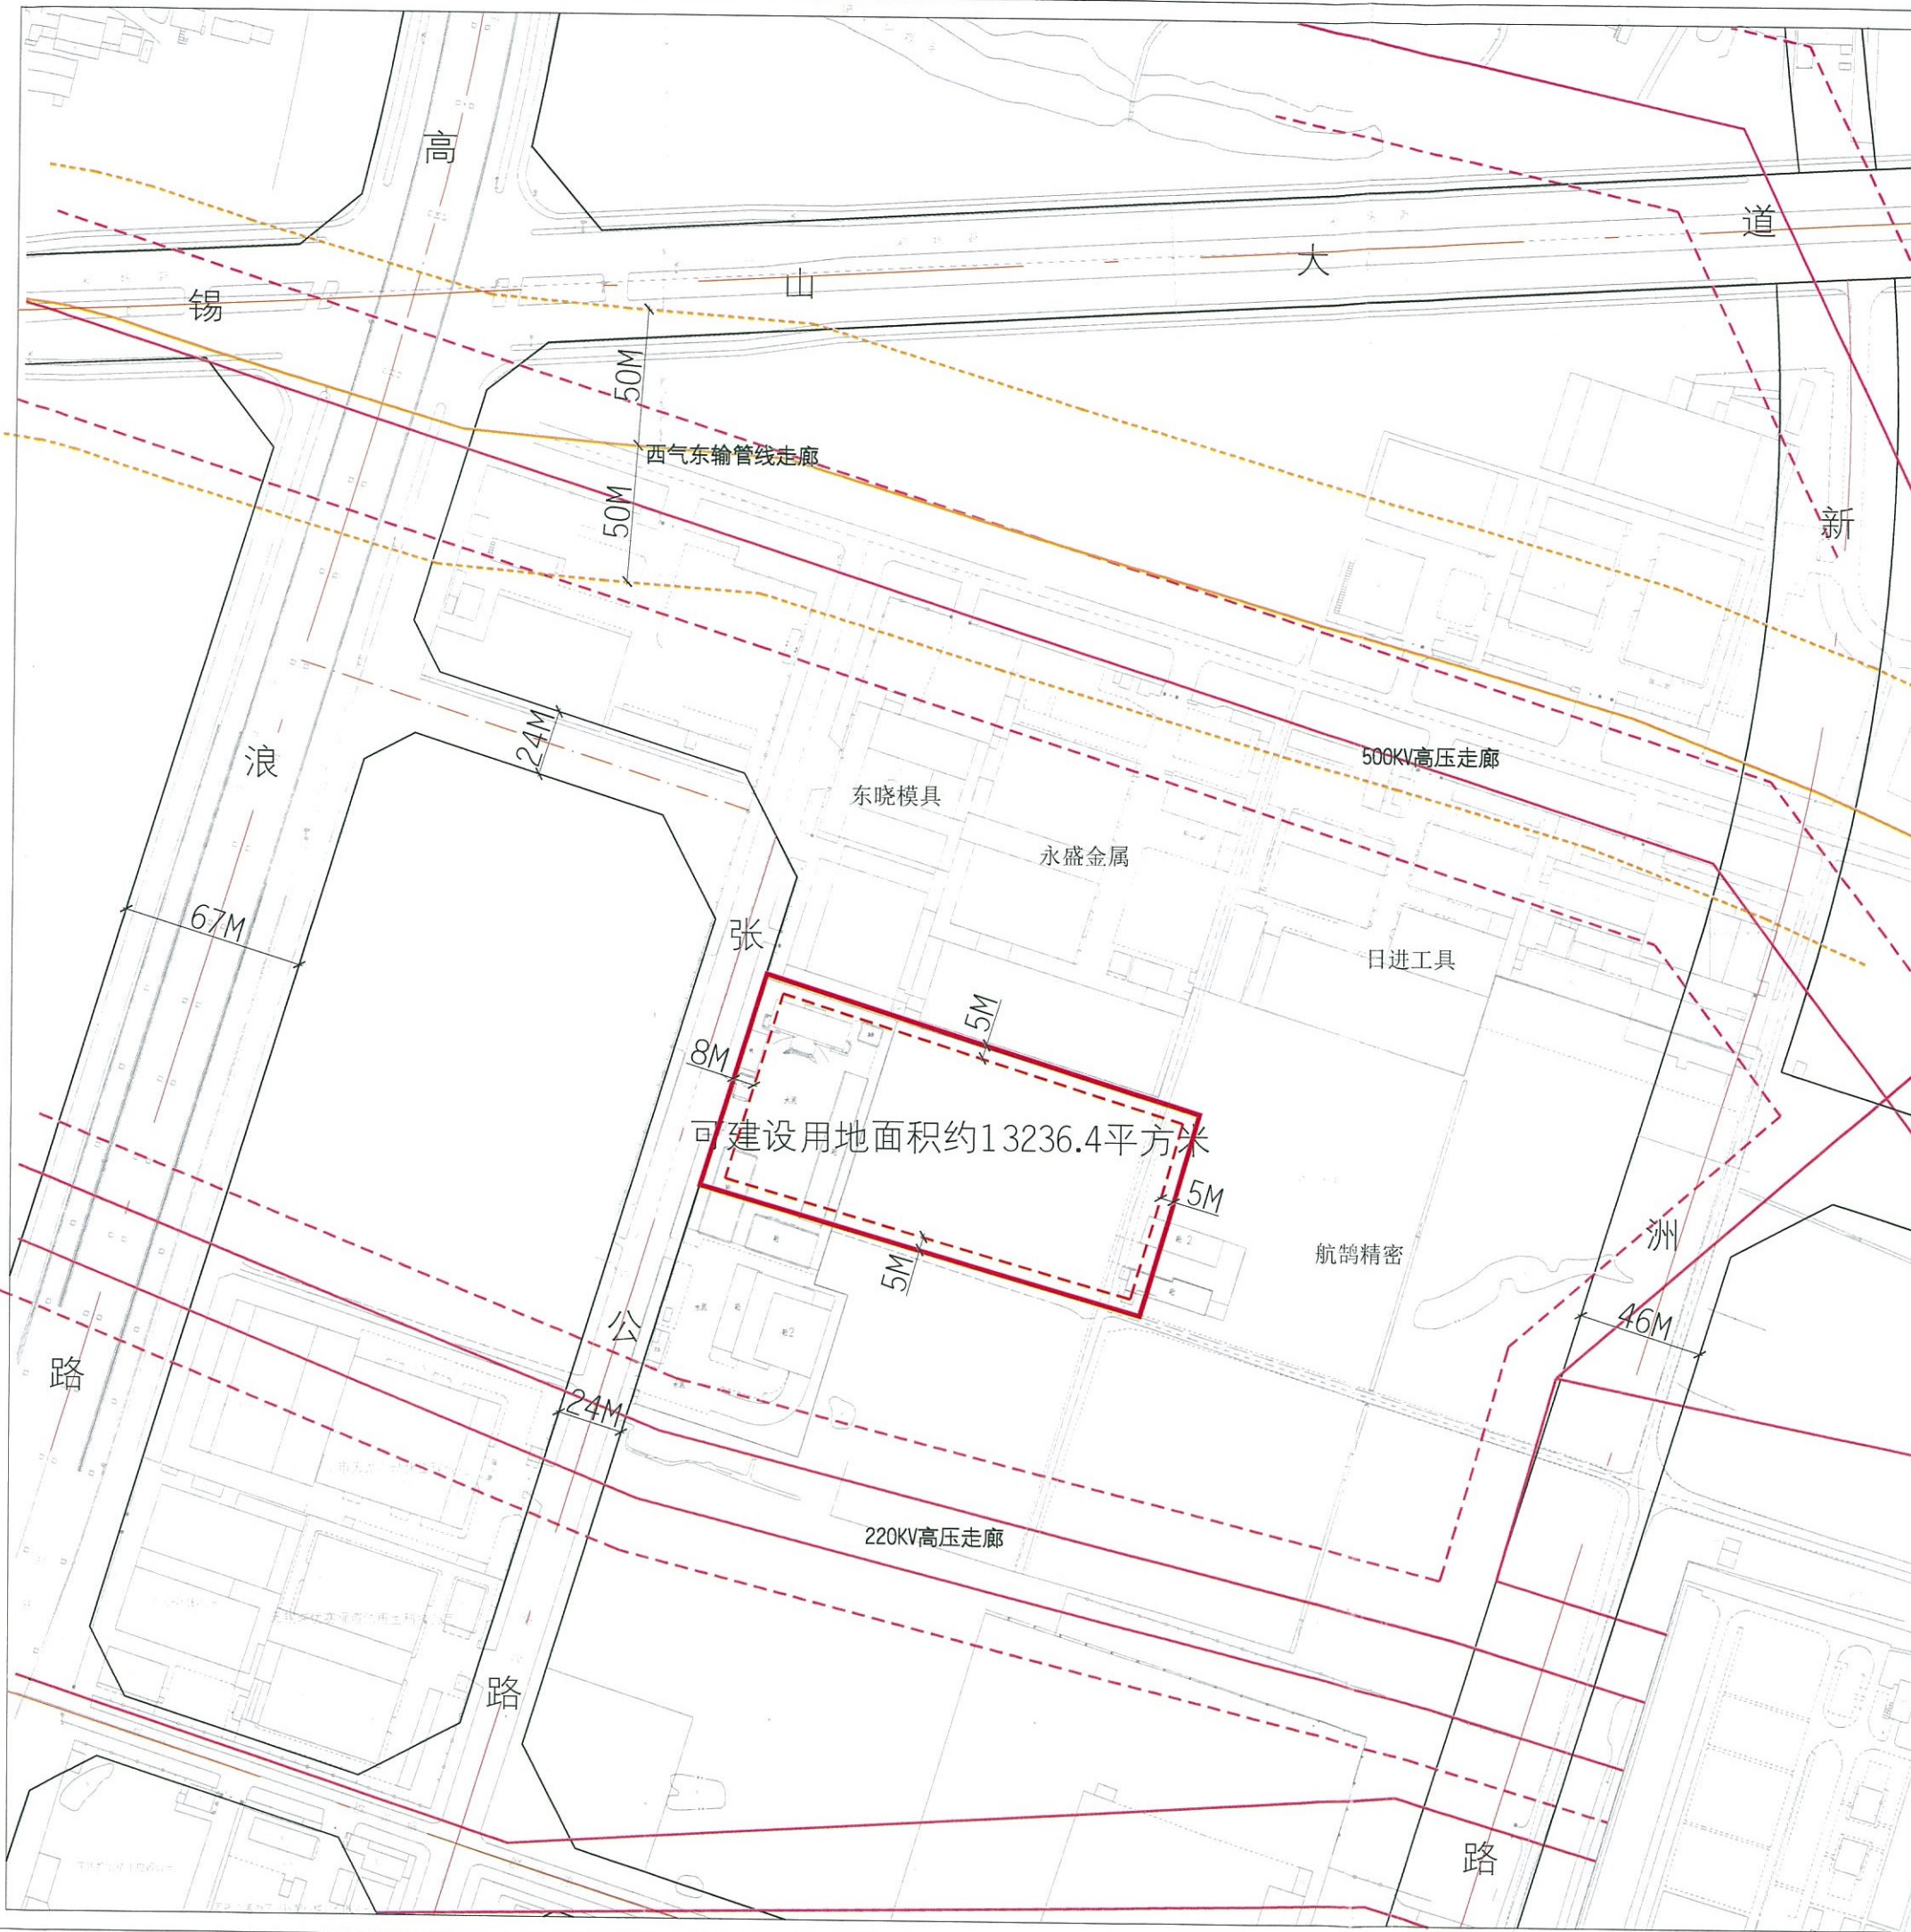 高
道
大
山
锡
50M
西气东输管线走廊
50M
新
24M
浪
500KV高压走廊
东晓模具
永盛金属
67M
张
日进工具
5M
8M
可建设用地面积约13236.4平方米
5M
洲
航鹄精密
5M
公
46M
路
24M
220KV高压走廊
路
路